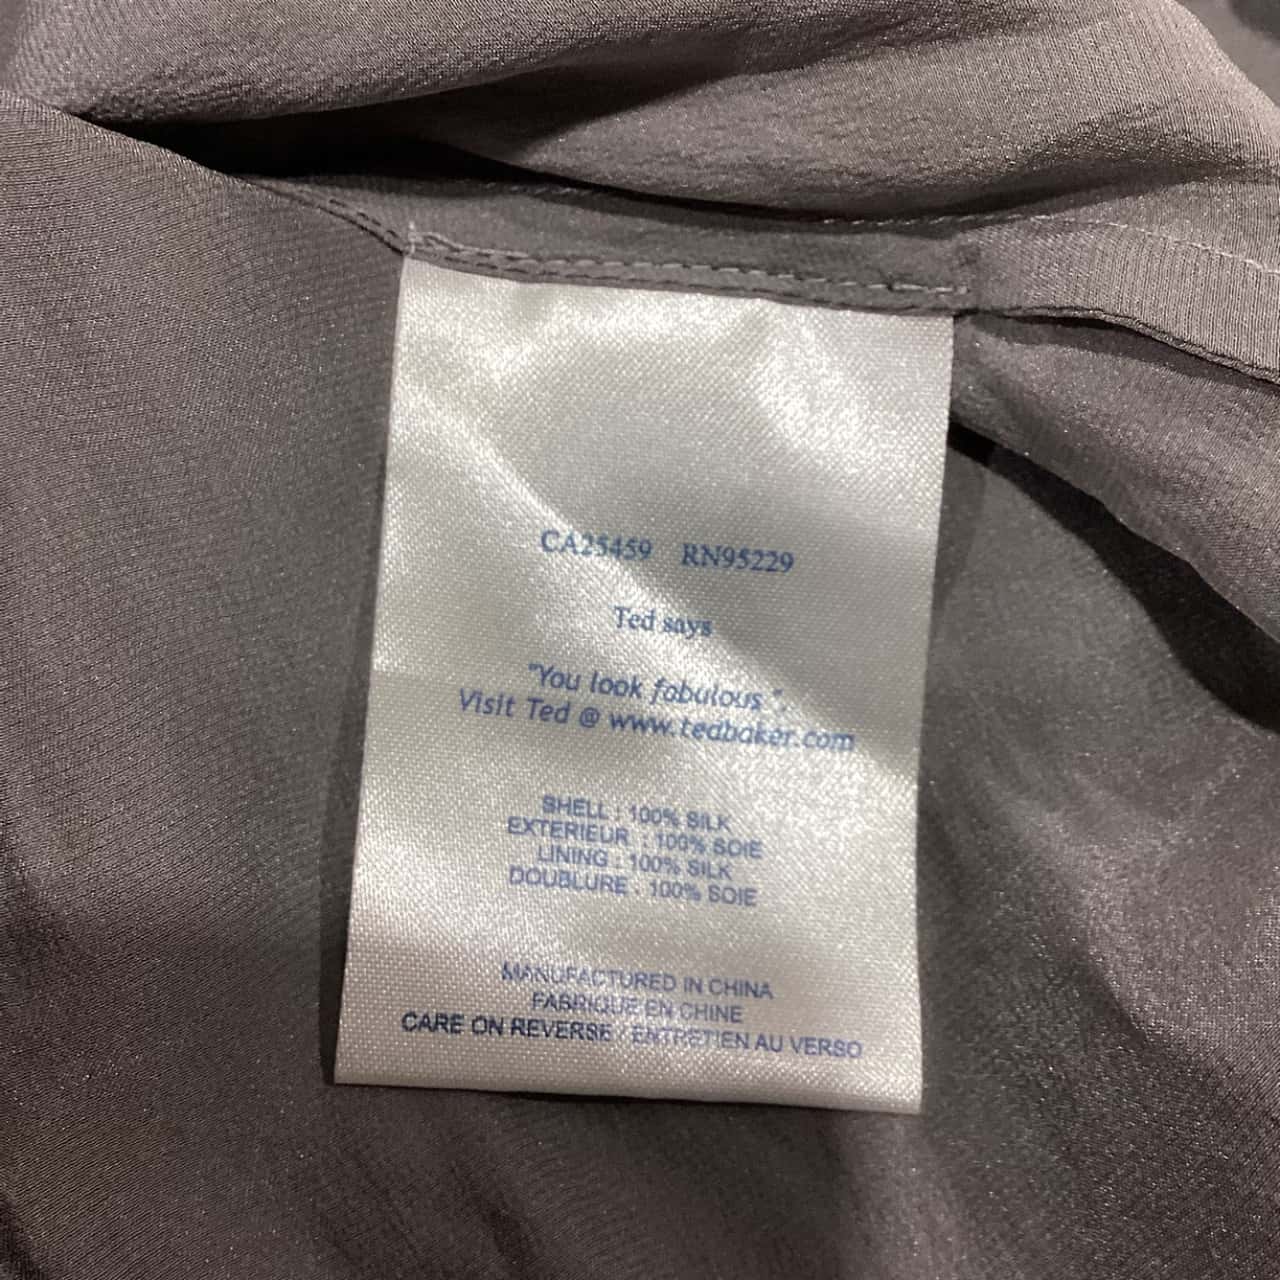 CA25459 RN95229
Ted says
"You look fabulous".
Visit Ted @ www.tedbaker.com
SHELL : 100% SILK
EXTERIEUR : 100% SOIE
LINING : 100% SILK
DOUBLURE : 100% SOIE
MANUFACTURED IN CHINA
FABRIQUE EN CHINE
CARE ON REVERSE / ENTRETIEN AU VERSO